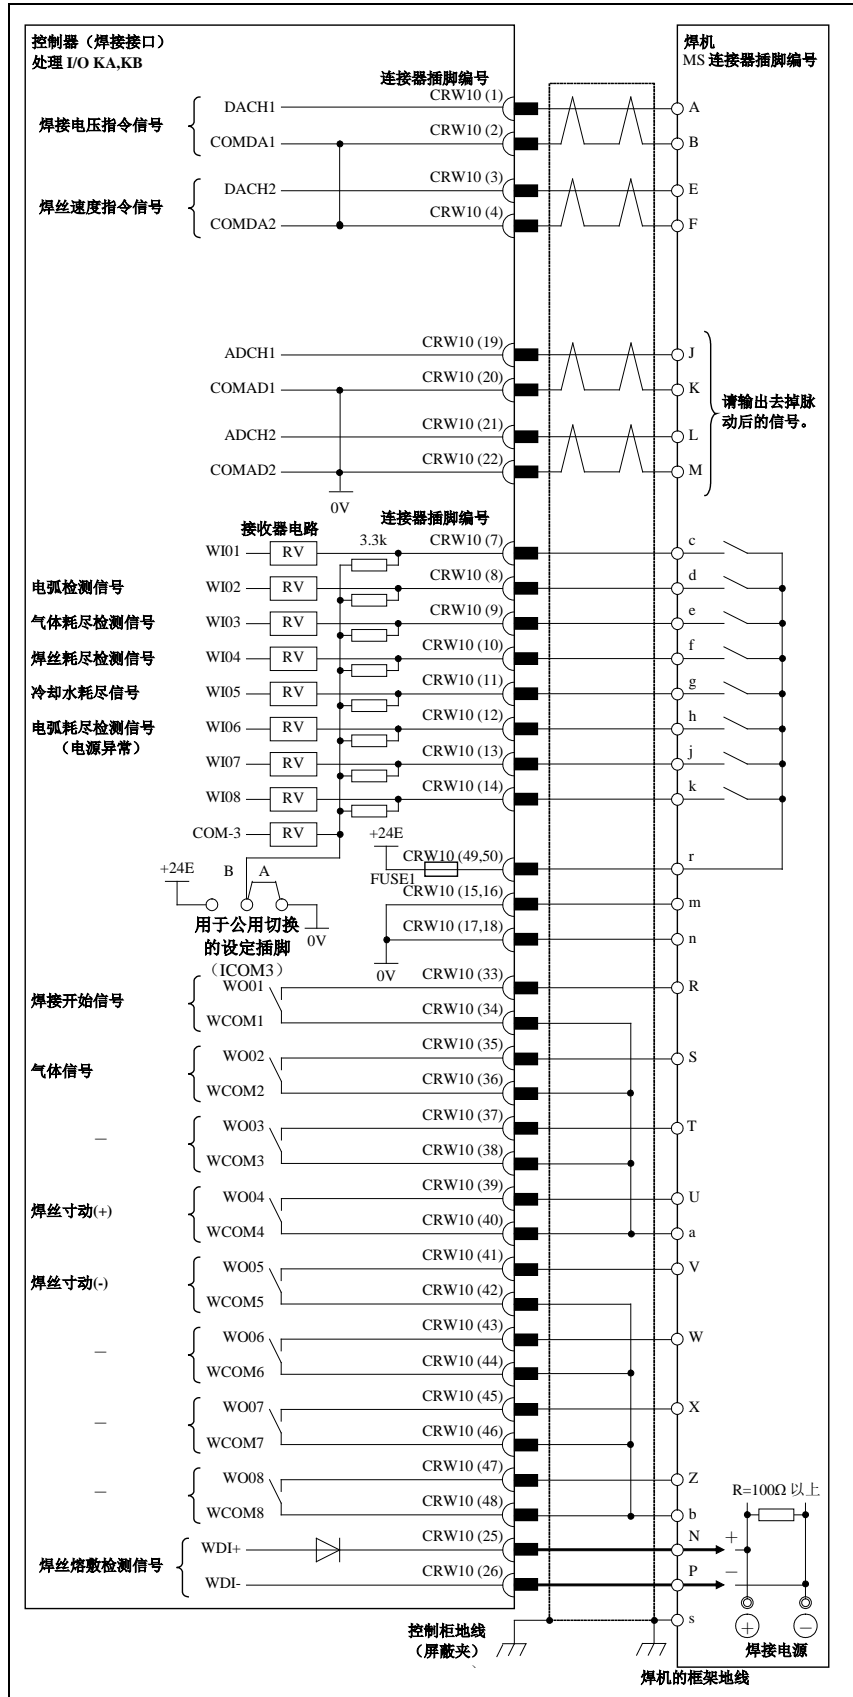 控制器（焊接接口）
处理 I/O KA,KB
焊机
MS 连接器插脚编号
连接器插脚编号
焊接电压指令信号
DACH1
CRW10 (1)
A
COMDA1
CRW10 (2)
B
焊丝速度指令信号
DACH2
CRW10 (3)
E
COMDA2
CRW10 (4)
F
ADCH1
CRW10 (19)
J
COMAD1
CRW10 (20)
K
请输出去掉脉
动后的信号。
ADCH2
CRW10 (21)
L
COMAD2
CRW10 (22)
M
0V
接收器电路
连接器插脚编号
3.3k
WI01
RV
CRW10 (7)
c
电弧检测信号
WI02
RV
CRW10 (8)
d
气体耗尽检测信号
WI03
RV
CRW10 (9)
e
焊丝耗尽检测信号
WI04
RV
CRW10 (10)
f
冷却水耗尽信号
WI05
RV
CRW10 (11)
g
电弧耗尽检测信号
（电源异常）
WI06
RV
CRW10 (12)
h
WI07
RV
CRW10 (13)
j
WI08
RV
CRW10 (14)
k
COM-3
RV
+24E
CRW10 (49,50)
r
FUSE1
+24E
B
A
CRW10 (15,16)
m
用于公用切换
的设定插脚
（ICOM3）
0V
CRW10 (17,18)
n
0V
焊接开始信号
WO01
CRW10 (33)
R
WCOM1
CRW10 (34)
气体信号
WO02
CRW10 (35)
S
WCOM2
CRW10 (36)
—
WO03
CRW10 (37)
T
WCOM3
CRW10 (38)
焊丝寸动(+)
WO04
CRW10 (39)
U
WCOM4
CRW10 (40)
a
焊丝寸动(-)
WO05
CRW10 (41)
V
WCOM5
CRW10 (42)
—
WO06
CRW10 (43)
W
WCOM6
CRW10 (44)
—
WO07
CRW10 (45)
X
WCOM7
CRW10 (46)
—
WO08
CRW10 (47)
Z
WCOM8
CRW10 (48)
b
R=100Ω 以上
焊丝熔敷检测信号
WDI+
CRW10 (25)
N
+
WDI-
CRW10 (26)
P
—
s
控制柜地线
（屏蔽夹）
+
—
焊接电源
焊机的框架地线